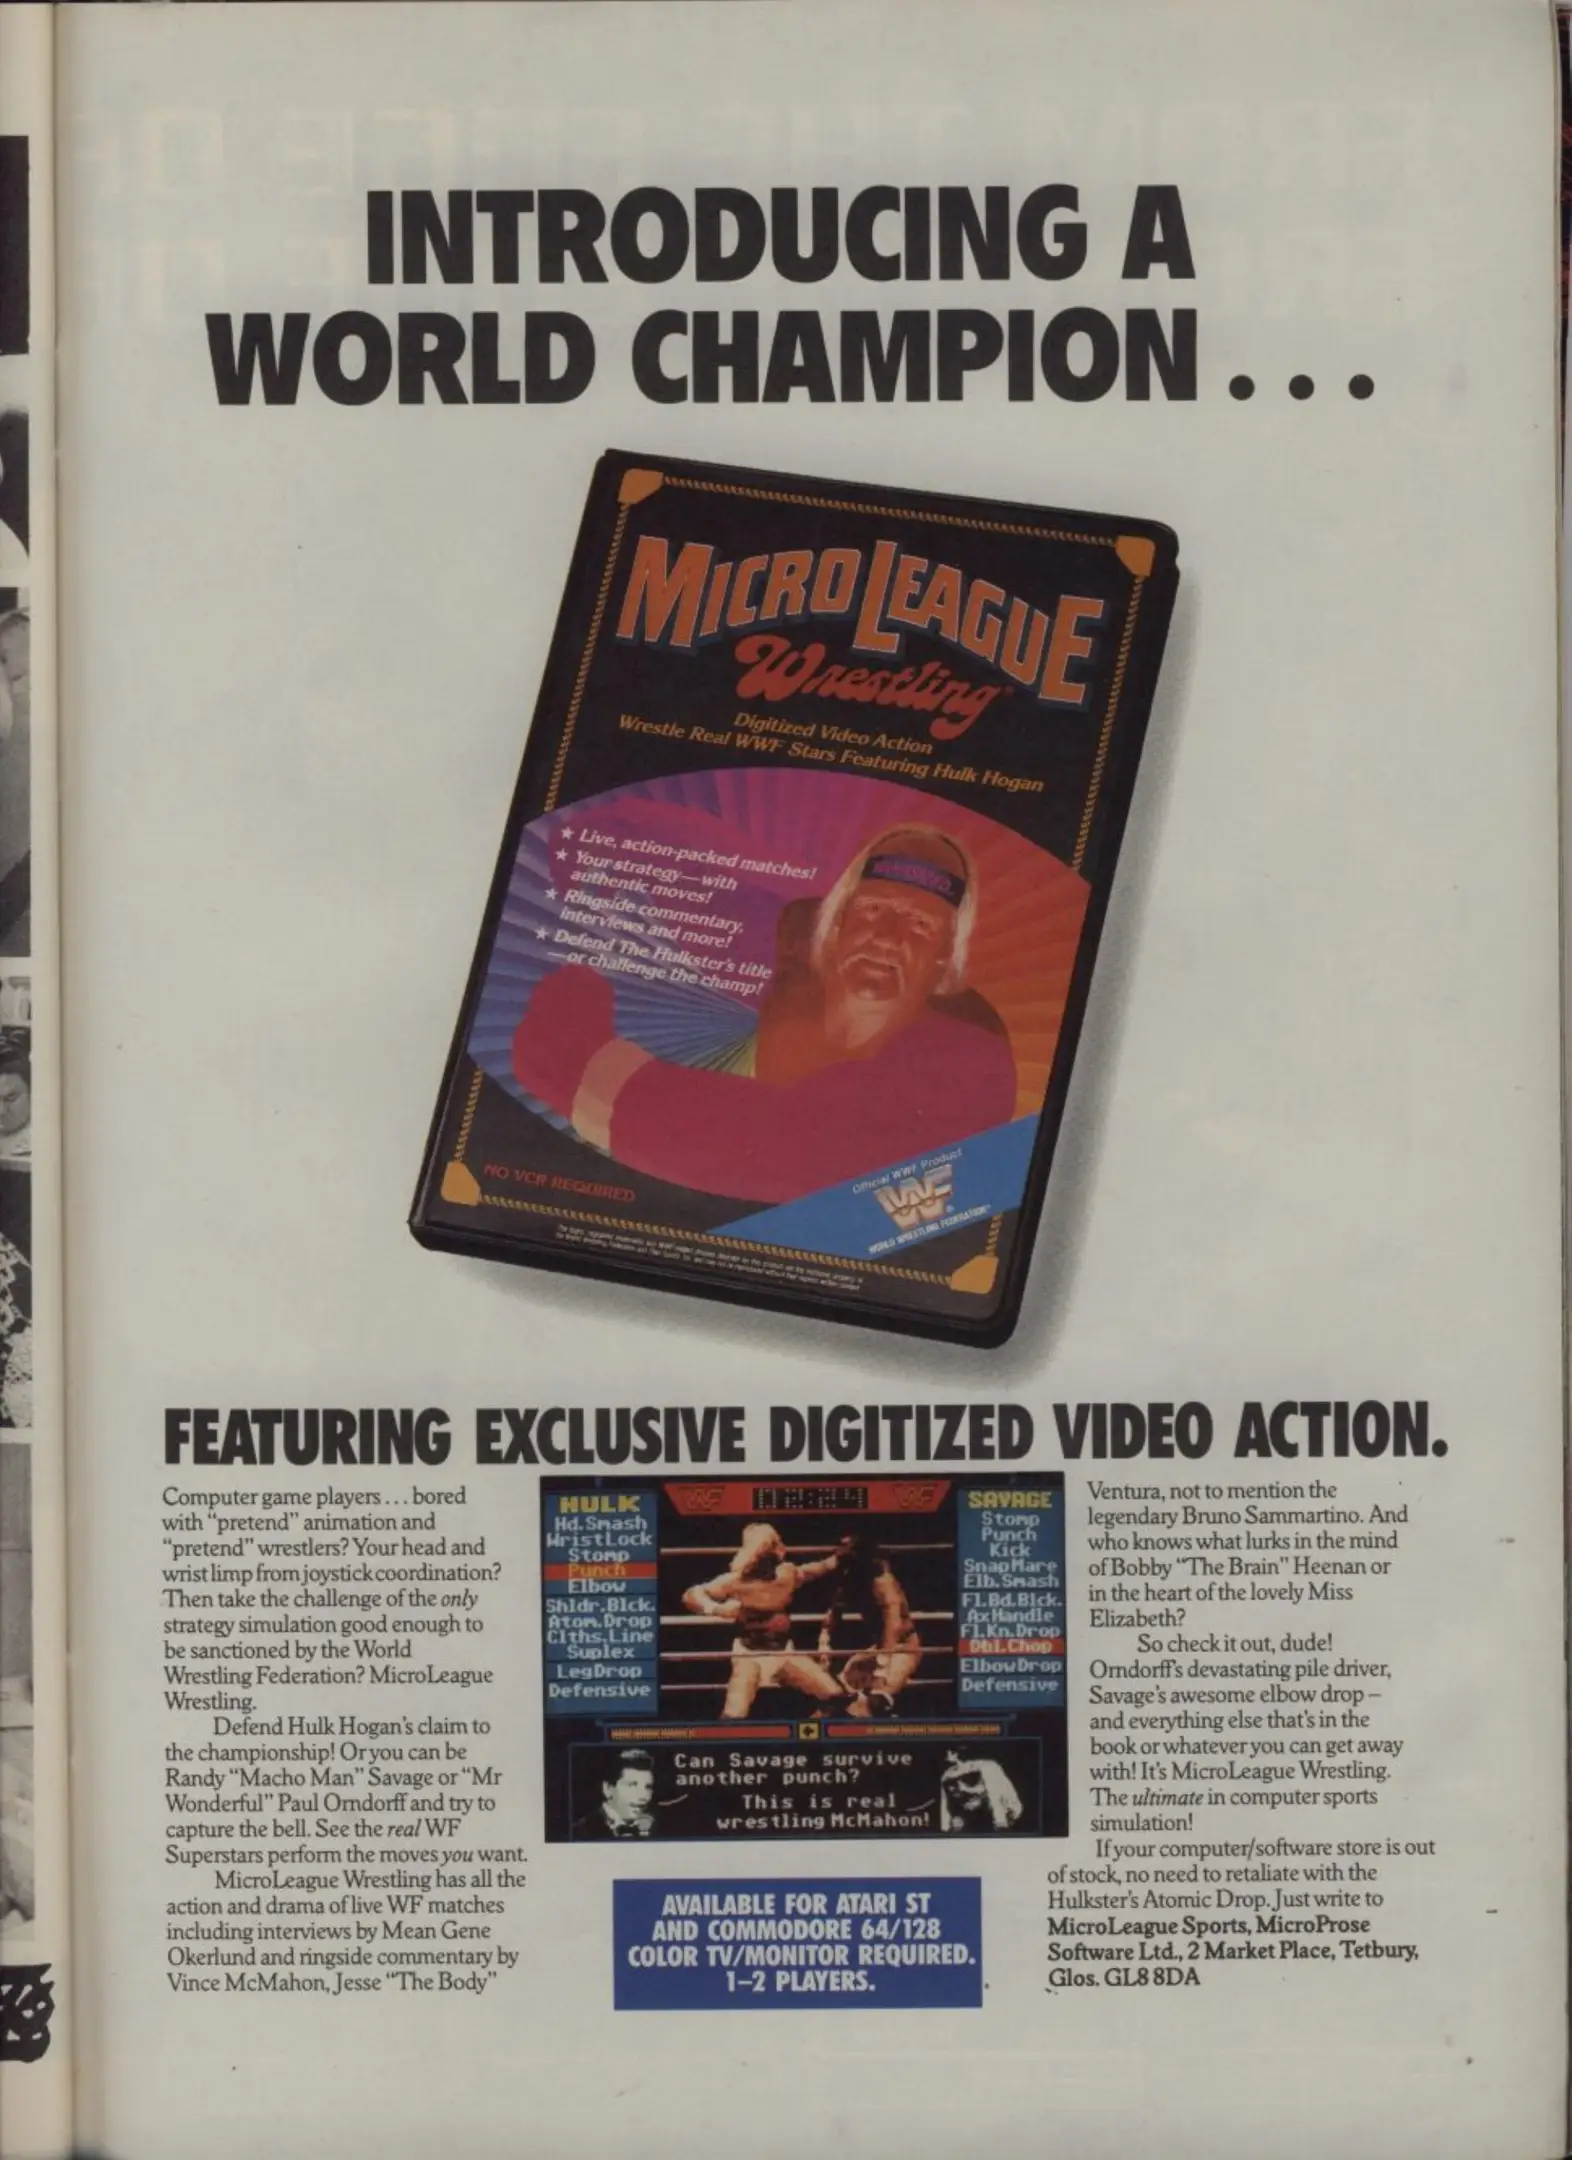 INTRODUCING A
WORLD CHAMPION...
MICROLEAGUE
Wrestling
Digitized Video Action
Wrestle Real WWF Stars Featuring Hulk Hogan
★ Live, action-packed matches!
★ Your strategy—with
authentic moves!
★ Ringside commentary,
interviews and more!
★ Defend The Hulkster's title
—or challenge the champ!
NO VCR REQUIRED
Official WWF Product
WF
WORLD WRESTLING FEDERATION
FEATURING EXCLUSIVE DIGITIZED VIDEO ACTION.
Computer game players... bored
with "pretend" animation and
"pretend" wrestlers? Your head and
wrist limp from joystick coordination?
Then take the challenge of the only
strategy simulation good enough to
be sanctioned by the World
Wrestling Federation? MicroLeague
Wrestling.
Defend Hulk Hogan's claim to
the championship! Or you can be
Randy "Macho Man" Savage or "Mr
Wonderful" Paul Orndorff and try to
capture the bell. See the real WF
Superstars perform the moves you want.
MicroLeague Wrestling has all the
action and drama of live WF matches
including interviews by Mean Gene
Okerlund and ringside commentary by
Vince McMahon, Jesse "The Body"
HULK
Hd.Smash
WristLock
Stomp
Punch
Elbow
Shldr.Blck.
Atom.Drop
Clths.Line
Suplex
LegDrop
Defensive
WF
02:24
WF
SAVAGE
Stomp
Punch
Kick
SnapMare
Elb.Smash
Fl.Bd.Blck.
AxHandle
Fl.Kn.Drop
Dbl.Chop
ElbowDrop
Defensive
Can Savage survive
another punch?
This is real
wrestling McMahon!
AVAILABLE FOR ATARI ST
AND COMMODORE 64/128
COLOR TV/MONITOR REQUIRED.
1–2 PLAYERS.
Ventura, not to mention the
legendary Bruno Sammartino. And
who knows what lurks in the mind
of Bobby "The Brain" Heenan or
in the heart of the lovely Miss
Elizabeth?
So check it out, dude!
Orndorff's devastating pile driver,
Savage's awesome elbow drop –
and everything else that's in the
book or whatever you can get away
with! It's MicroLeague Wrestling.
The ultimate in computer sports
simulation!
If your computer/software store is out
of stock, no need to retaliate with the
Hulkster's Atomic Drop. Just write to
MicroLeague Sports, MicroProse
Software Ltd., 2 Market Place, Tetbury,
Glos. GL8 8DA